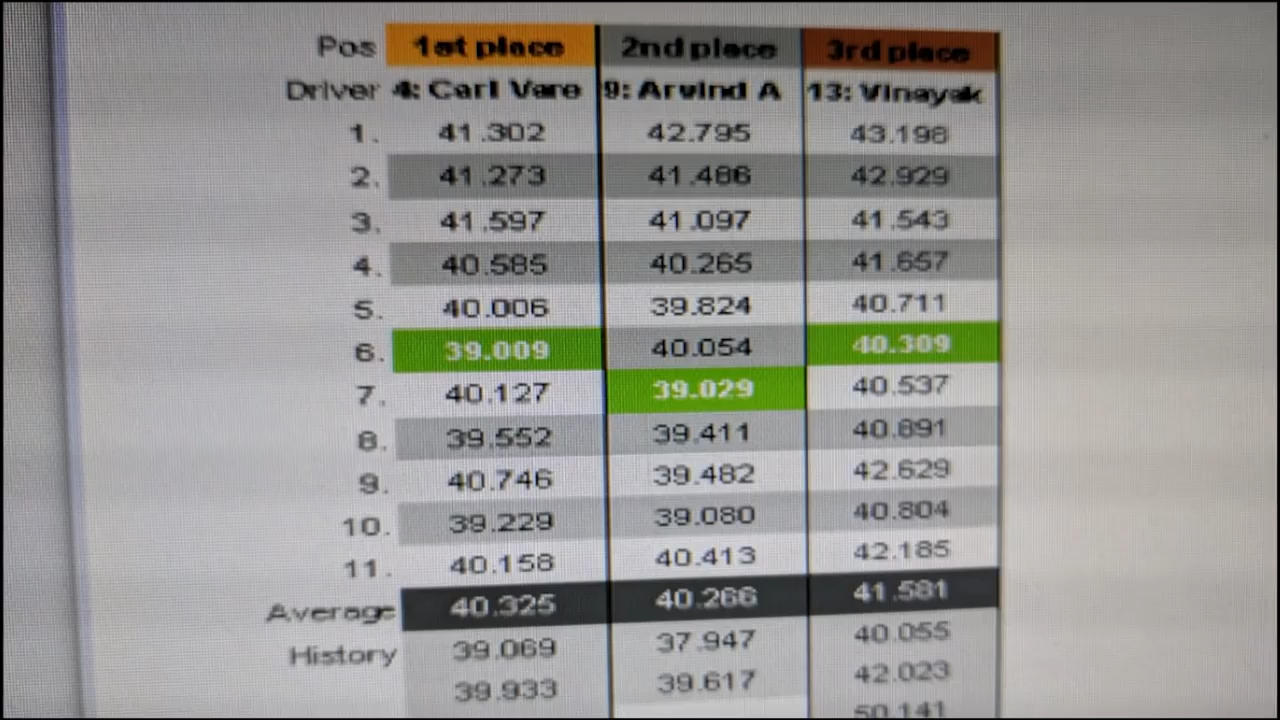 Pos 1st place 2nd place 3rd place
Driver 4: Carl Vare 9: Arvind A 13: Vinayak
1. 41.302 42.795 43.198
2. 41.273 41.486 42.929
3. 41.597 41.097 41.543
4. 40.585 40.265 41.657
5. 40.006 39.824 40.711
6. 39.009 40.054 40.309
7. 40.127 39.029 40.537
8. 39.552 39.411 40.891
9. 40.746 39.482 42.629
10. 39.229 39.080 40.804
11. 40.158 40.413 42.185
Average 40.325 40.266 41.581
History 39.069 37.947 40.055
39.933 39.617 42.023
50.141